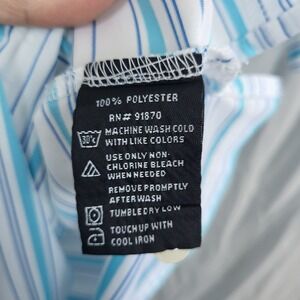 100% POLYESTER
RN# 91870
30°c MACHINE WASH COLD
WITH LIKE COLORS
USE ONLY NON-
CHLORINE BLEACH
WHEN NEEDED
REMOVE PROMPTLY
AFTER WASH
TUMBLE DRY LOW
TOUCH UP WITH
COOL IRON